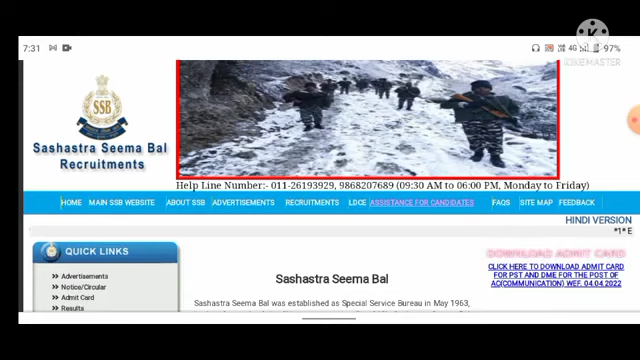 7:31
4G
97%
KINEMASTER
SSB
Sashastra Seema Bal
Recruitments
Help Line Number:- 011-26193929, 9868207689 (09:30 AM to 06:00 PM, Monday to Friday)
HOME MAIN SSB WEBSITE ABOUT SSB ADVERTISEMENTS RECRUITMENTS LDCE ASSISTANCE FOR CANDIDATES FAQS SITE MAP FEEDBACK
HINDI VERSION
*1* E
QUICK LINKS
Advertisements
Notice/Circular
Admit Card
Results
Sashastra Seema Bal
Sashastra Seema Bal was established as Special Service Bureau in May 1963,
DOWNLOAD ADMIT CARD
CLICK HERE TO DOWNLOAD ADMIT CARD
FOR PST AND DME FOR THE POST OF
AC(COMMUNICATION) WEF. 04.04.2022